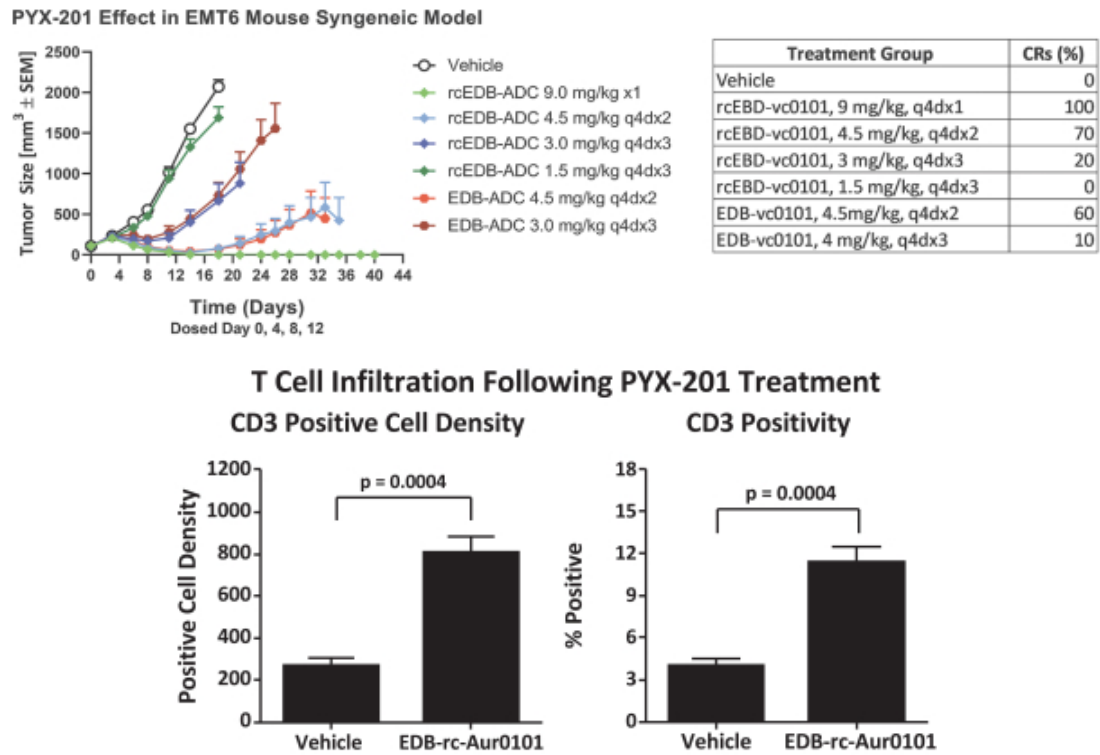 PYX-201 Effect in EMT6 Mouse Syngeneic Model
Tumor Size [mm³ ± SEM]
2500
2000
1500
1000
500
0
0 4 8 12 16 20 24 28 32 36 40 44
Time (Days)
Dosed Day 0, 4, 8, 12
Vehicle
rcEDB-ADC 9.0 mg/kg x1
rcEDB-ADC 4.5 mg/kg q4dx2
rcEDB-ADC 3.0 mg/kg q4dx3
rcEDB-ADC 1.5 mg/kg q4dx3
EDB-ADC 4.5 mg/kg q4dx2
EDB-ADC 3.0 mg/kg q4dx3
Treatment Group CRs (%)
Vehicle 0
rcEBD-vc0101, 9 mg/kg, q4dx1 100
rcEBD-vc0101, 4.5 mg/kg, q4dx2 70
rcEBD-vc0101, 3 mg/kg, q4dx3 20
rcEBD-vc0101, 1.5 mg/kg, q4dx3 0
EDB-vc0101, 4.5mg/kg, q4dx2 60
EDB-vc0101, 4 mg/kg, q4dx3 10
T Cell Infiltration Following PYX-201 Treatment
CD3 Positive Cell Density
Positive Cell Density
1200
1000
800
600
400
200
0
p = 0.0004
Vehicle EDB-rc-Aur0101
CD3 Positivity
% Positive
18
15
12
9
6
3
0
p = 0.0004
Vehicle EDB-rc-Aur0101